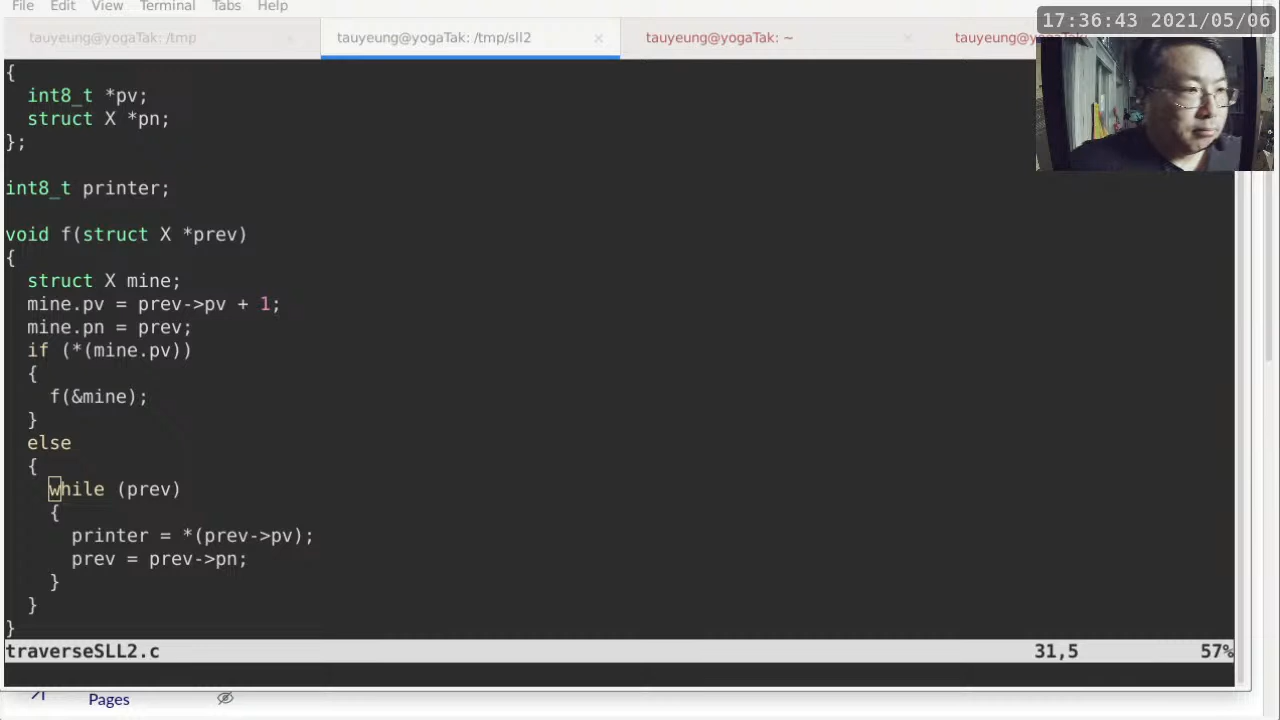 File Edit View Terminal Tabs Help
17:36:43 2021/05/06
tauyeung@yogaTak: /tmp
tauyeung@yogaTak: /tmp/sll2
tauyeung@yogaTak: ~
tauyeung@yogaTak:
{
int8_t *pv;
struct X *pn;
};
int8_t printer;
void f(struct X *prev)
{
struct X mine;
mine.pv = prev->pv + 1;
mine.pn = prev;
if (*(mine.pv))
{
f(&mine);
}
else
{
while (prev)
{
printer = *(prev->pv);
prev = prev->pn;
}
}
}
traverseSLL2.c 31,5 57%
Pages